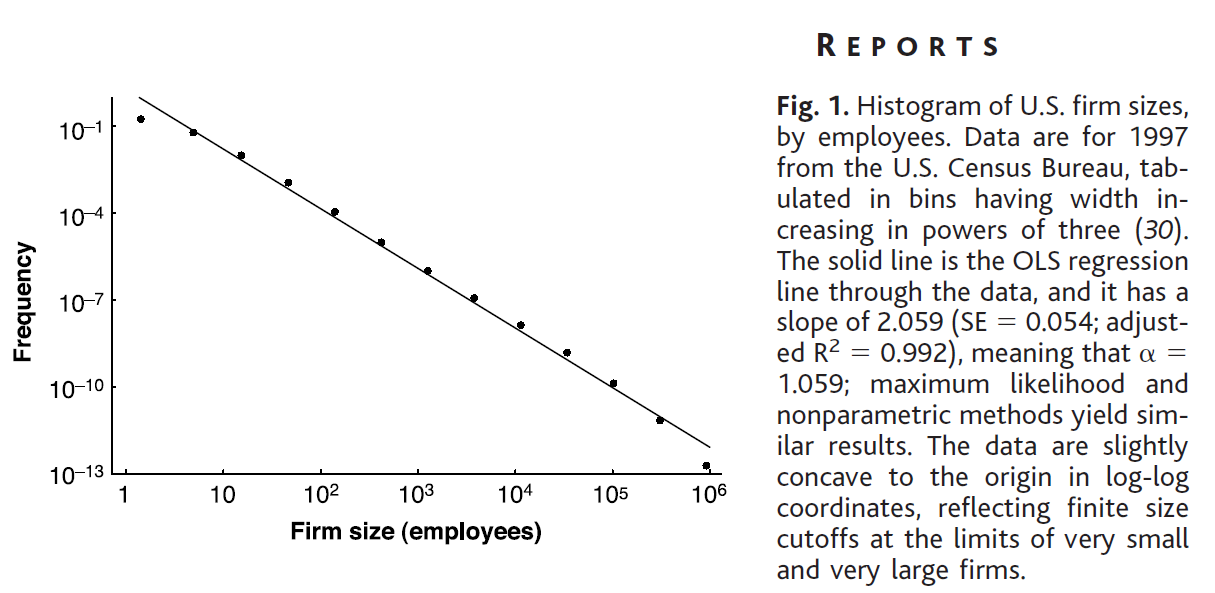 REPORTS
10⁻¹
10⁻⁴
10⁻⁷
10⁻¹⁰
10⁻¹³
Frequency
1 10 10² 10³ 10⁴ 10⁵ 10⁶
Firm size (employees)
Fig. 1. Histogram of U.S. firm sizes,
by employees. Data are for 1997
from the U.S. Census Bureau, tab-
ulated in bins having width in-
creasing in powers of three (30).
The solid line is the OLS regression
line through the data, and it has a
slope of 2.059 (SE = 0.054; adjust-
ed R² = 0.992), meaning that α =
1.059; maximum likelihood and
nonparametric methods yield sim-
ilar results. The data are slightly
concave to the origin in log-log
coordinates, reflecting finite size
cutoffs at the limits of very small
and very large firms.